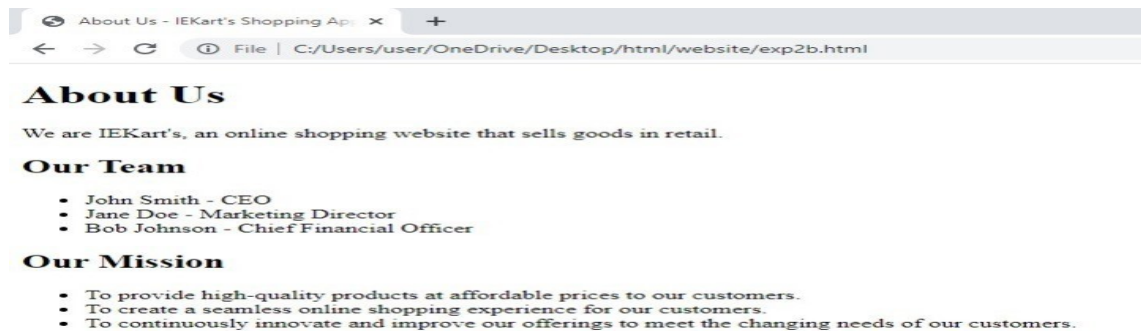 About Us - IEKart's Shopping Ap
File | C:/Users/user/OneDrive/Desktop/html/website/exp2b.html
About Us
We are IEKart's, an online shopping website that sells goods in retail.
Our Team
• John Smith - CEO
• Jane Doe - Marketing Director
• Bob Johnson - Chief Financial Officer
Our Mission
• To provide high-quality products at affordable prices to our customers.
• To create a seamless online shopping experience for our customers.
• To continuously innovate and improve our offerings to meet the changing needs of our customers.